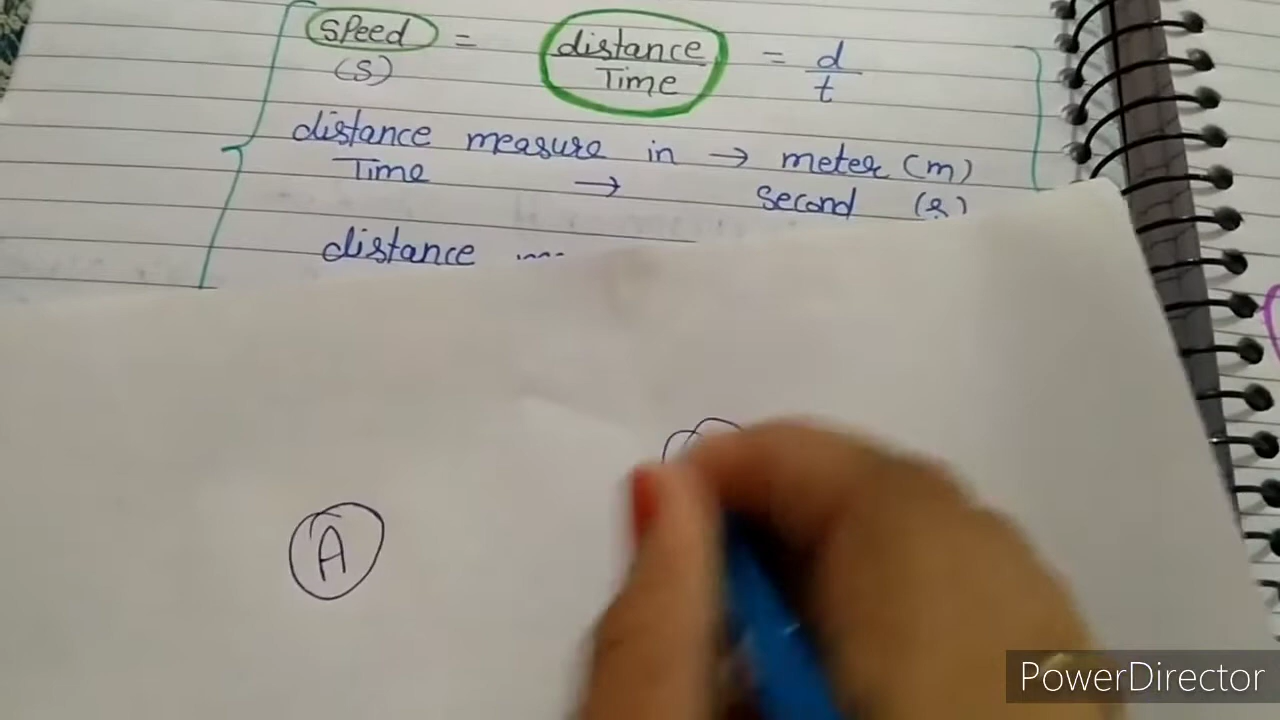 speed = distance / Time = d / t
(s)
distance measure in → meter (m)
Time → Second (s)
distance
A
PowerDirector